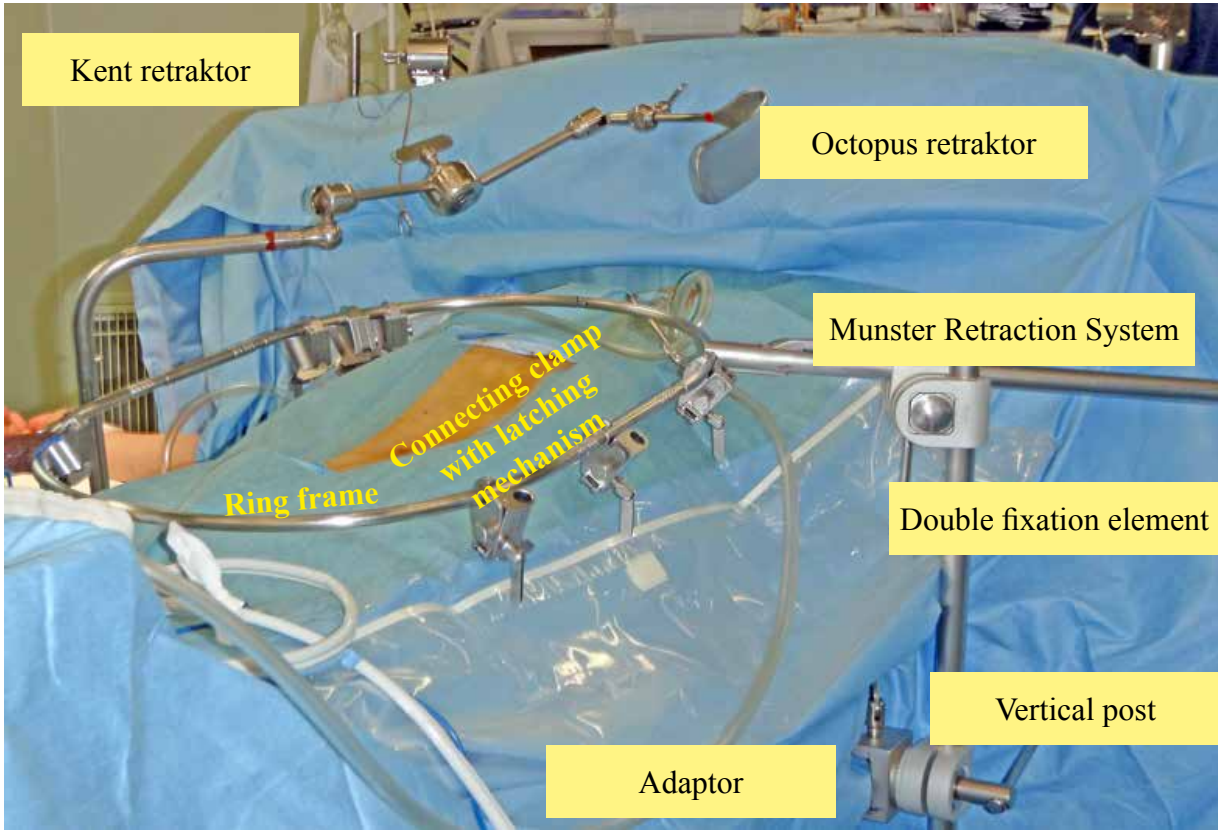 Kent retraktor
Octopus retraktor
Munster Retraction System
Connecting clamp
with latching
mechanism
Ring frame
Double fixation element
Vertical post
Adaptor